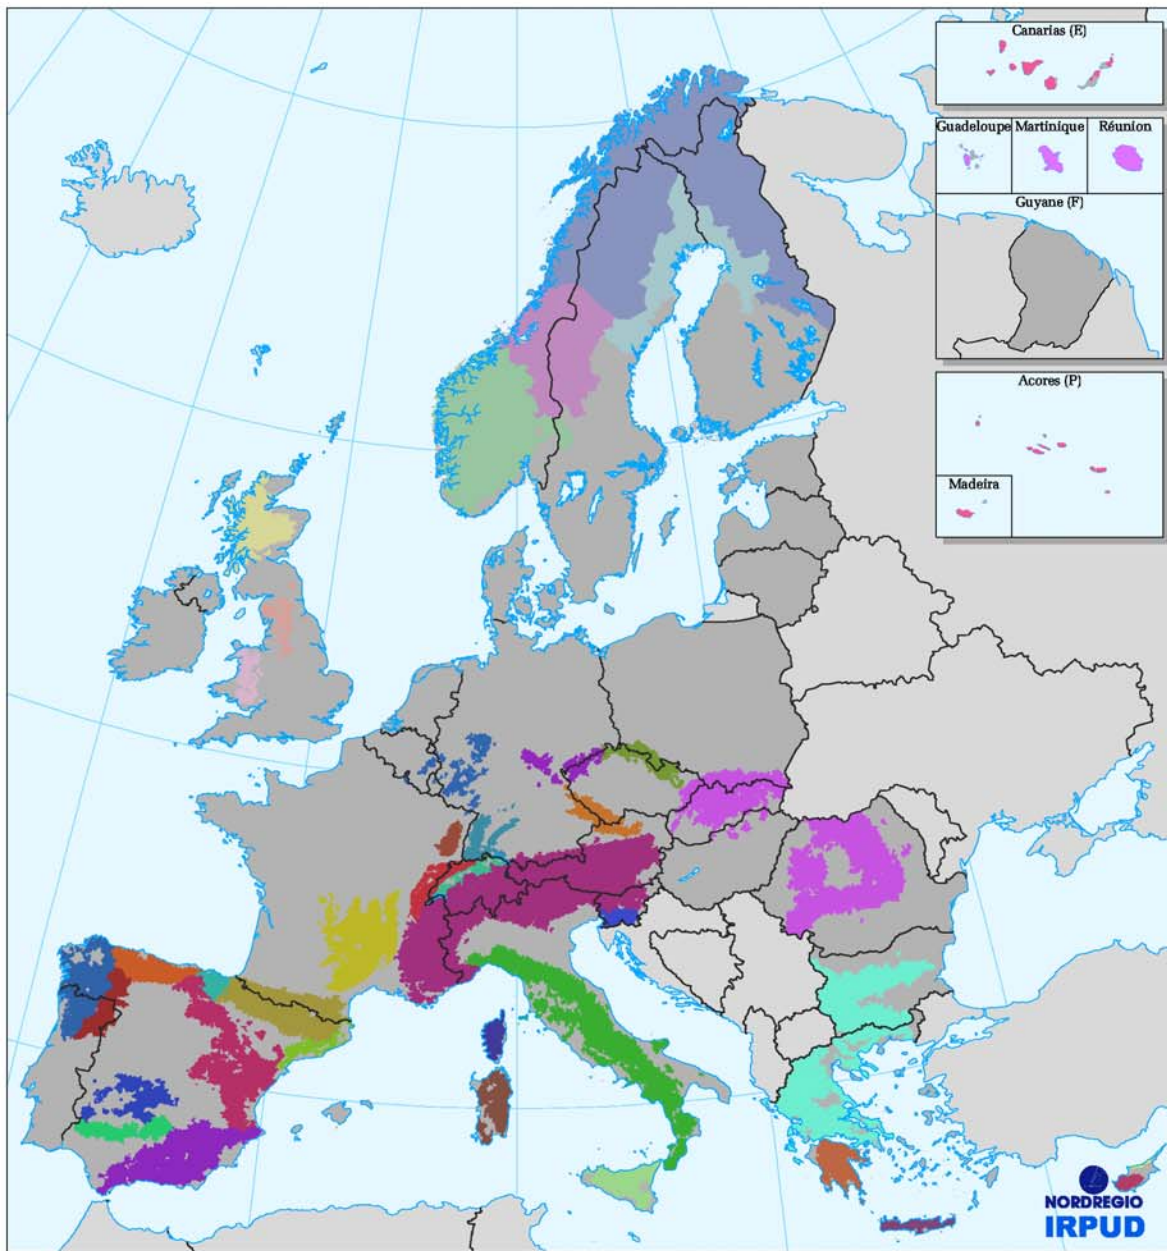 Canarias (E)
Guadeloupe
Martinique
Réunion
Guyane (F)
Acores (P)
Madeira
NORDREGIO
IRPUD